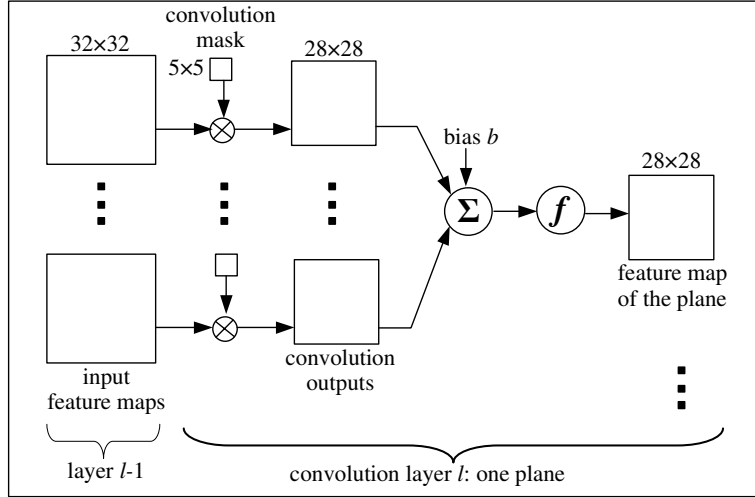 convolution
mask
32×32
5×5
28×28
bias b
Σ
f
28×28
feature map
of the plane
convolution
outputs
input
feature maps
layer l-1
convolution layer l: one plane